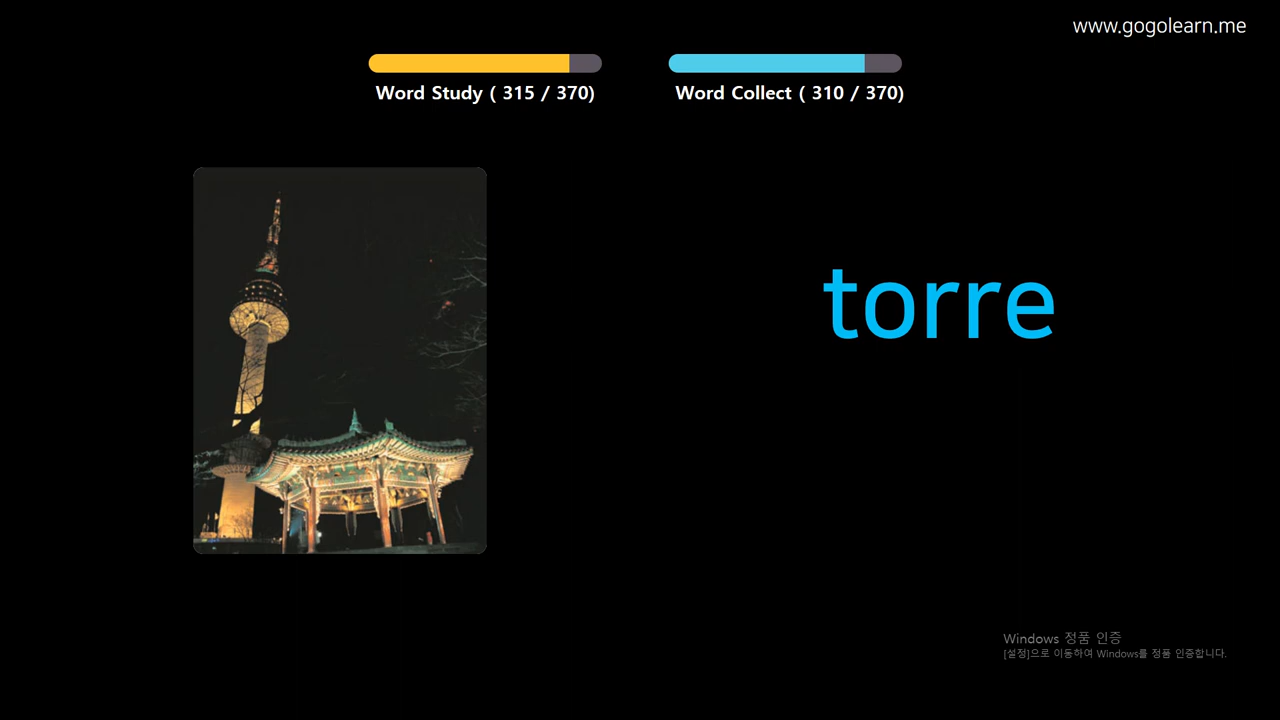 www.gogolearn.me
Word Study ( 315 / 370)
Word Collect ( 310 / 370)
torre
Windows 정품 인증
[설정]으로 이동하여 Windows를 정품 인증합니다.